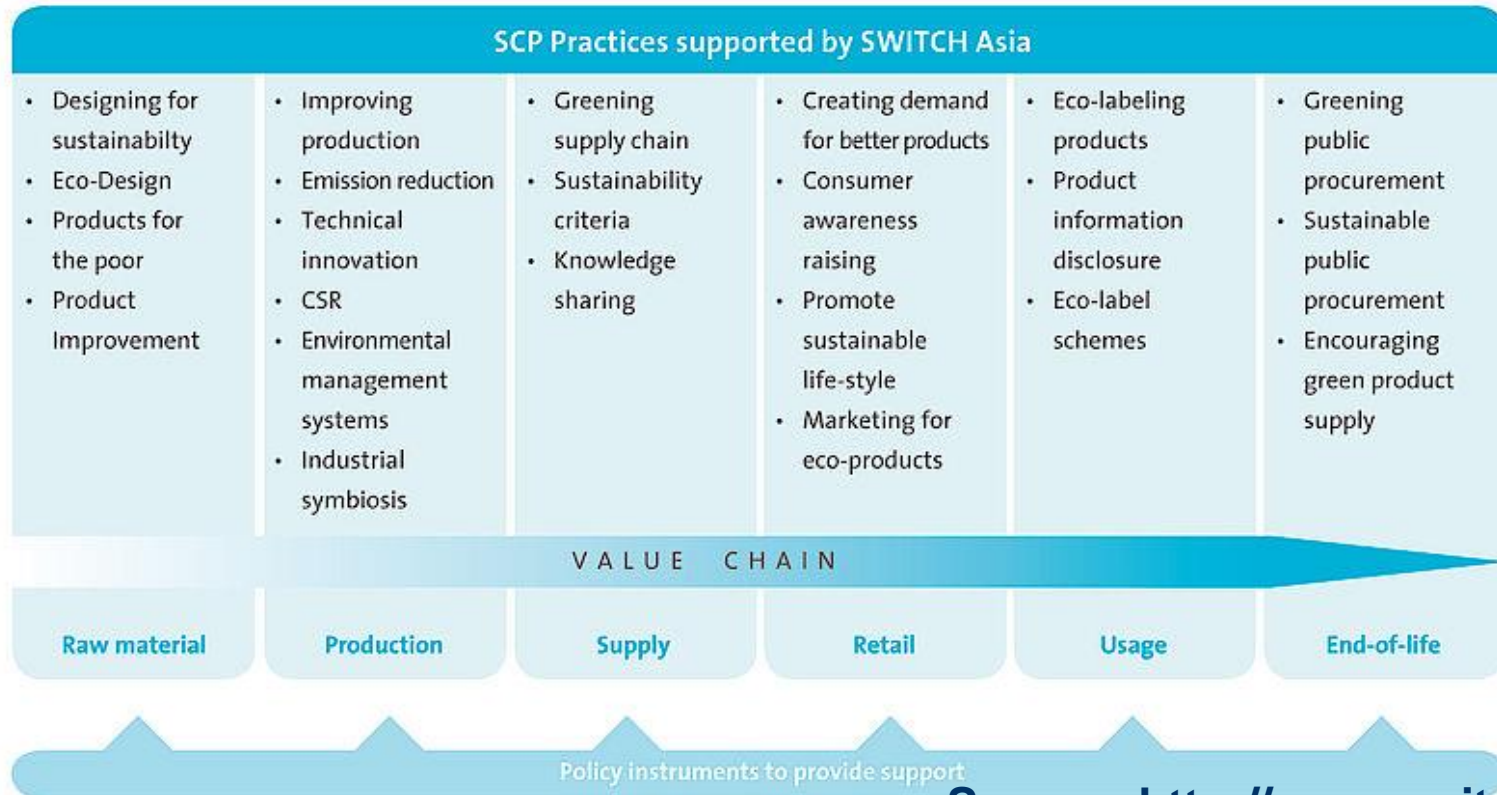 SCP Practices supported by SWITCH Asia
• Designing for
sustainabilty
• Eco-Design
• Products for
the poor
• Product
Improvement
• Improving
production
• Emission reduction
• Technical
innovation
• CSR
• Environmental
management
systems
• Industrial
symbiosis
• Greening
supply chain
• Sustainability
criteria
• Knowledge
sharing
• Creating demand
for better products
• Consumer
awareness
raising
• Promote
sustainable
life-style
• Marketing for
eco-products
• Eco-labeling
products
• Product
information
disclosure
• Eco-label
schemes
• Greening
public
procurement
• Sustainable
public
procurement
• Encouraging
green product
supply
VALUE CHAIN
Raw material
Production
Supply
Retail
Usage
End-of-life
Policy instruments to provide support